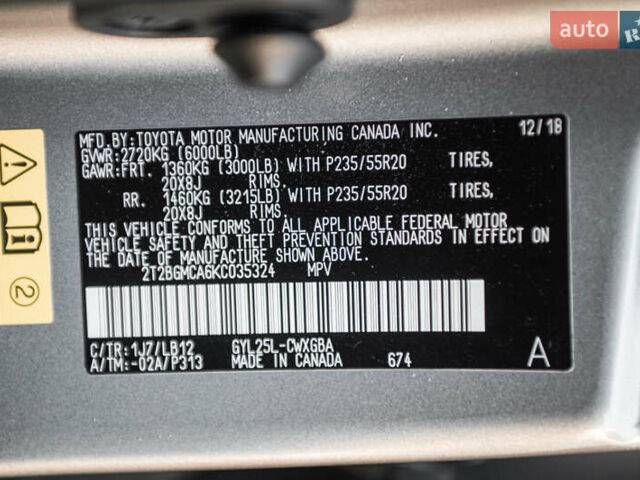 auto
R
MFD.BY:TOYOTA MOTOR MANUFACTURING CANADA INC. 12/18
GVWR:2720KG (6000LB)
GAWR:FRT. 1360KG (3000LB) WITH P235/55R20 TIRES,
20X8J RIMS.
RR. 1460KG (3215LB) WITH P235/55R20 TIRES,
20X8J RIMS.
THIS VEHICLE CONFORMS TO ALL APPLICABLE FEDERAL MOTOR
VEHICLE SAFETY AND THEFT PREVENTION STANDARDS IN EFFECT ON
THE DATE OF MANUFACTURE SHOWN ABOVE.
2T2BGMCA6KC035324 MPV
C/TR:1J7/LB12 GYL25L-CWXGBA
A/TM:-02A/P313 MADE IN CANADA 674 A
2